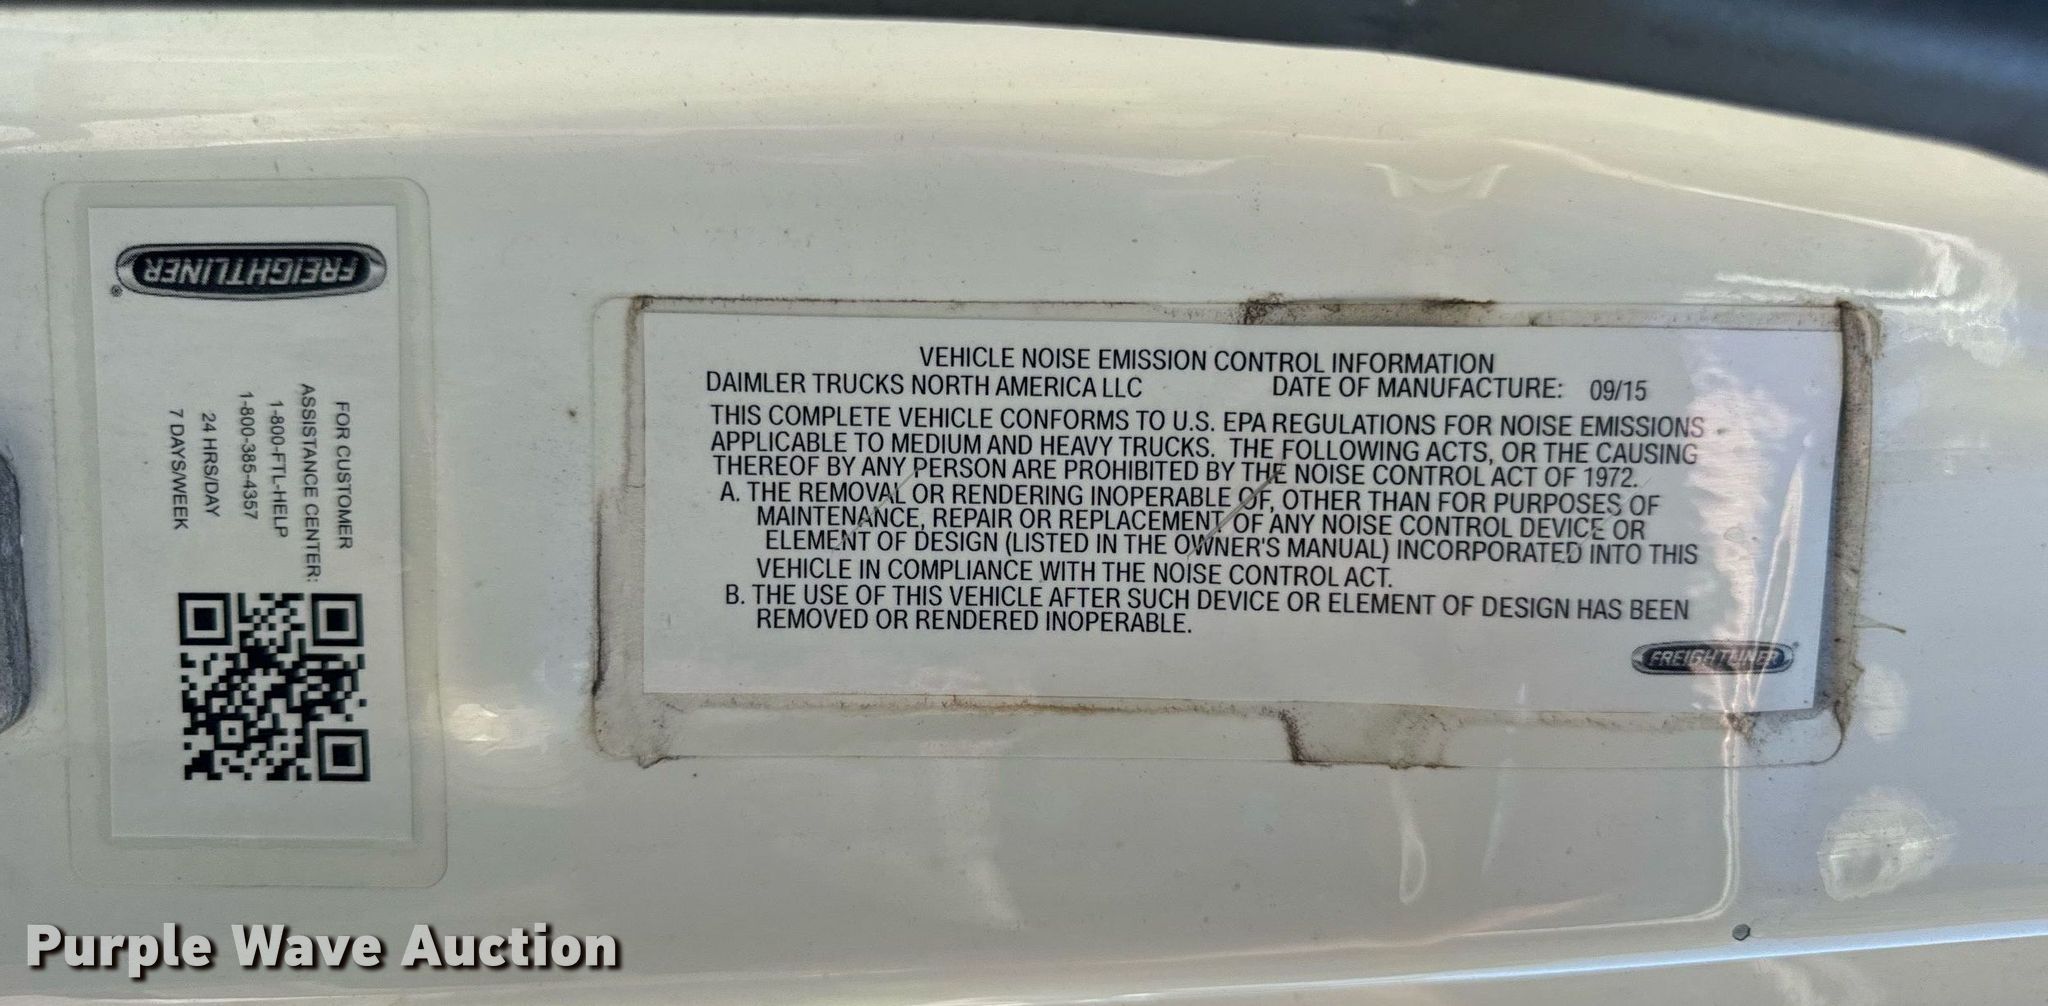 FREIGHTLINER
®
FOR CUSTOMER
ASSISTANCE CENTER:
1-800-FTL-HELP
1-800-385-4357
24 HRS/DAY
7 DAYS/WEEK
VEHICLE NOISE EMISSION CONTROL INFORMATION
DAIMLER TRUCKS NORTH AMERICA LLC DATE OF MANUFACTURE: 09/15
THIS COMPLETE VEHICLE CONFORMS TO U.S. EPA REGULATIONS FOR NOISE EMISSIONS
APPLICABLE TO MEDIUM AND HEAVY TRUCKS. THE FOLLOWING ACTS, OR THE CAUSING
THEREOF BY ANY PERSON ARE PROHIBITED BY THE NOISE CONTROL ACT OF 1972.
A. THE REMOVAL OR RENDERING INOPERABLE OF, OTHER THAN FOR PURPOSES OF
MAINTENANCE, REPAIR OR REPLACEMENT OF ANY NOISE CONTROL DEVICE OR
ELEMENT OF DESIGN (LISTED IN THE OWNER'S MANUAL) INCORPORATED INTO THIS
VEHICLE IN COMPLIANCE WITH THE NOISE CONTROL ACT.
B. THE USE OF THIS VEHICLE AFTER SUCH DEVICE OR ELEMENT OF DESIGN HAS BEEN
REMOVED OR RENDERED INOPERABLE.
FREIGHTLINER
Purple Wave Auction